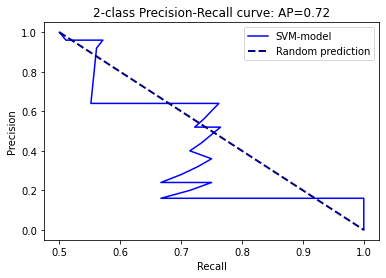 2-class Precision-Recall curve: AP=0.72
SVM-model
Random prediction
1.0
0.8
0.6
0.4
0.2
0.0
Precision
0.5 0.6 0.7 0.8 0.9 1.0
Recall